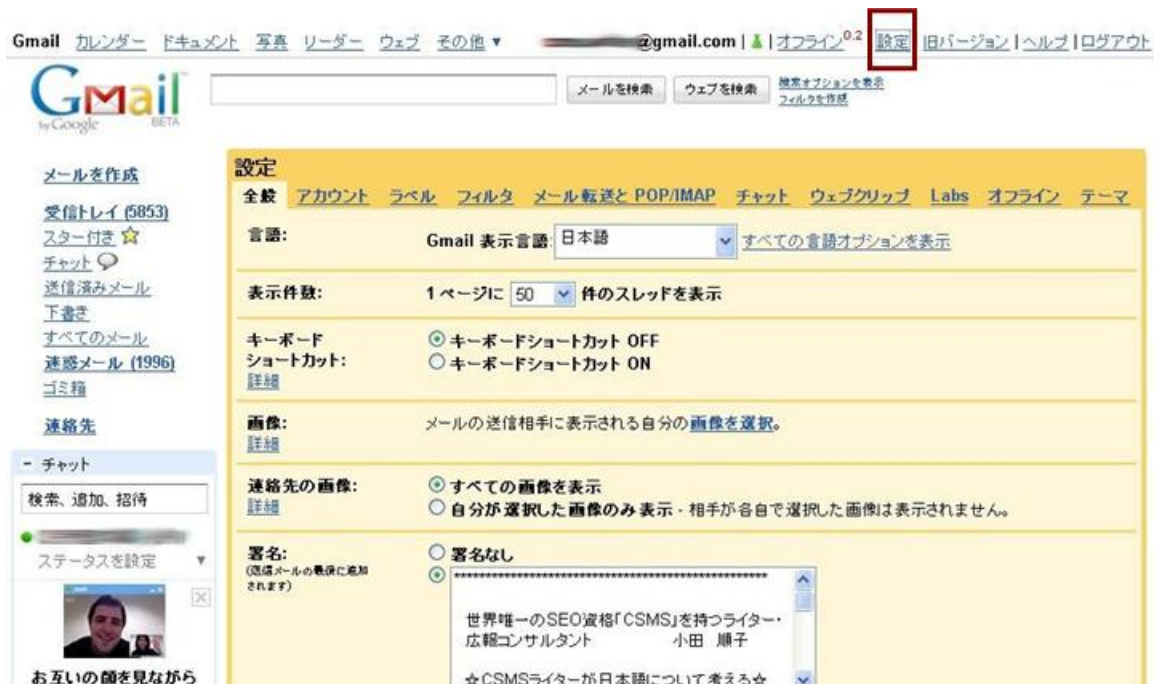 Gmail カレンダー ドキュメント 写真 リーダー ウェブ その他 ▼ @gmail.com | オフライン0.2 設定 旧バージョン | ヘルプ | ログアウト
GMail
by Google BETA
メールを検索 ウェブを検索 検索オプションを表示
フィルタを作成
メールを作成
受信トレイ (5853)
スター付き
チャット
送信済みメール
下書き
すべてのメール
迷惑メール (1996)
ゴミ箱
連絡先
- チャット
検索、追加、招待
ステータスを設定 ▼
お互いの顔を見ながら
設定
全般 アカウント ラベル フィルタ メール転送と POP/IMAP チャット ウェブクリップ Labs オフライン テーマ
言語: Gmail 表示言語: 日本語 すべての言語オプションを表示
表示件数: 1 ページに 50 件のスレッドを表示
キーボード キーボードショートカット OFF
ショートカット: キーボードショートカット ON
詳細
画像: メールの送信相手に表示される自分の画像を選択。
詳細
連絡先の画像: すべての画像を表示
詳細 自分が選択した画像のみ表示 - 相手が各自で選択した画像は表示されません。
署名: 署名なし
(送信メールの最後に追加
されます)
世界唯一のSEO資格「CSMS」を持つライター・
広報コンサルタント 小田 順子
☆CSMSライターが日本語について考える☆